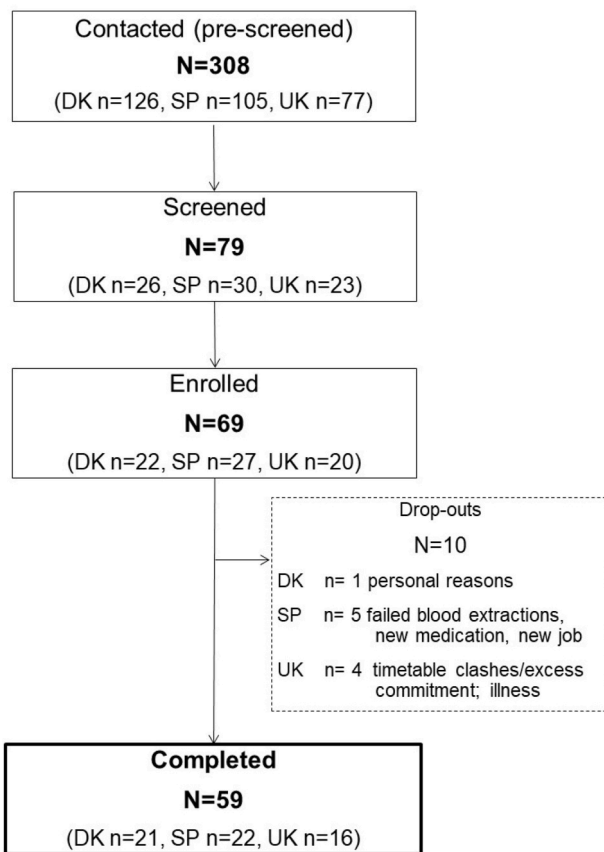 Contacted (pre-screened)
N=308
(DK n=126, SP n=105, UK n=77)
Screened
N=79
(DK n=26, SP n=30, UK n=23)
Enrolled
N=69
(DK n=22, SP n=27, UK n=20)
Drop-outs
N=10
DK n= 1 personal reasons
SP n= 5 failed blood extractions,
new medication, new job
UK n= 4 timetable clashes/excess
commitment; illness
Completed
N=59
(DK n=21, SP n=22, UK n=16)